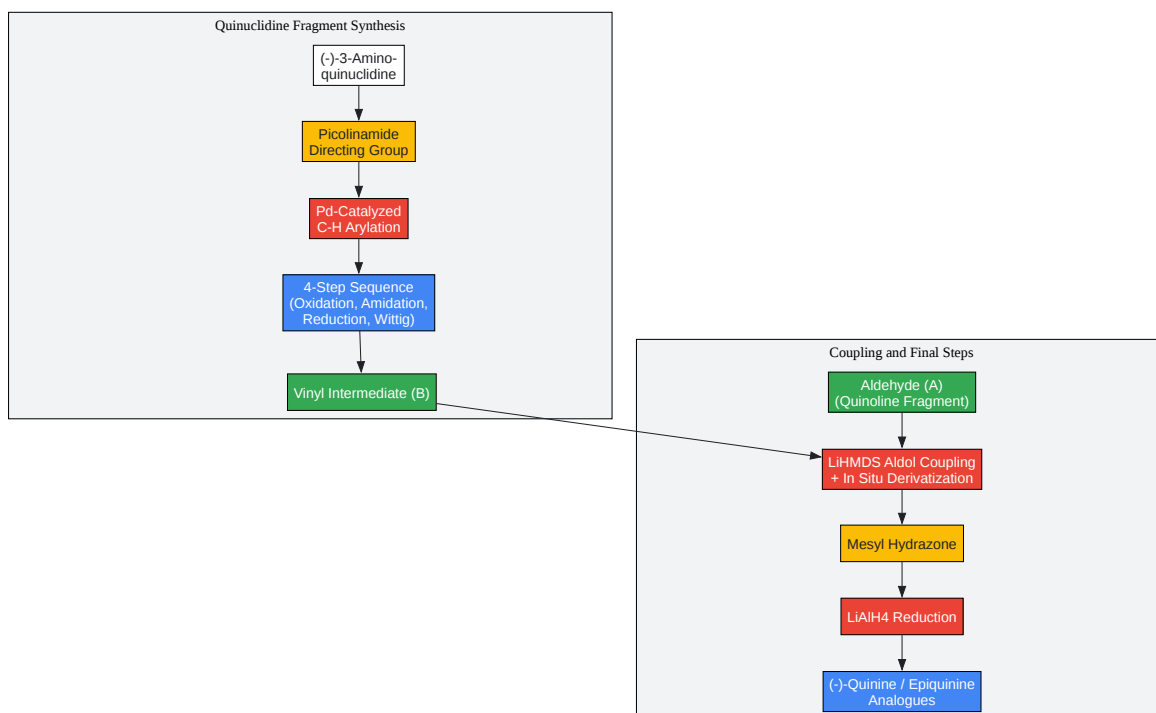 Quinuclidine Fragment Synthesis
(-)-3-Amino-
quinuclidine
Picolinamide
Directing Group
Pd-Catalyzed
C-H Arylation
4-Step Sequence
(Oxidation, Amidation,
Reduction, Wittig)
Vinyl Intermediate (B)
Coupling and Final Steps
Aldehyde (A)
(Quinoline Fragment)
LiHMDS Aldol Coupling
+ In Situ Derivatization
Mesyl Hydrazone
LiAlH4 Reduction
(-)-Quinine / Epiquinine
Analogues